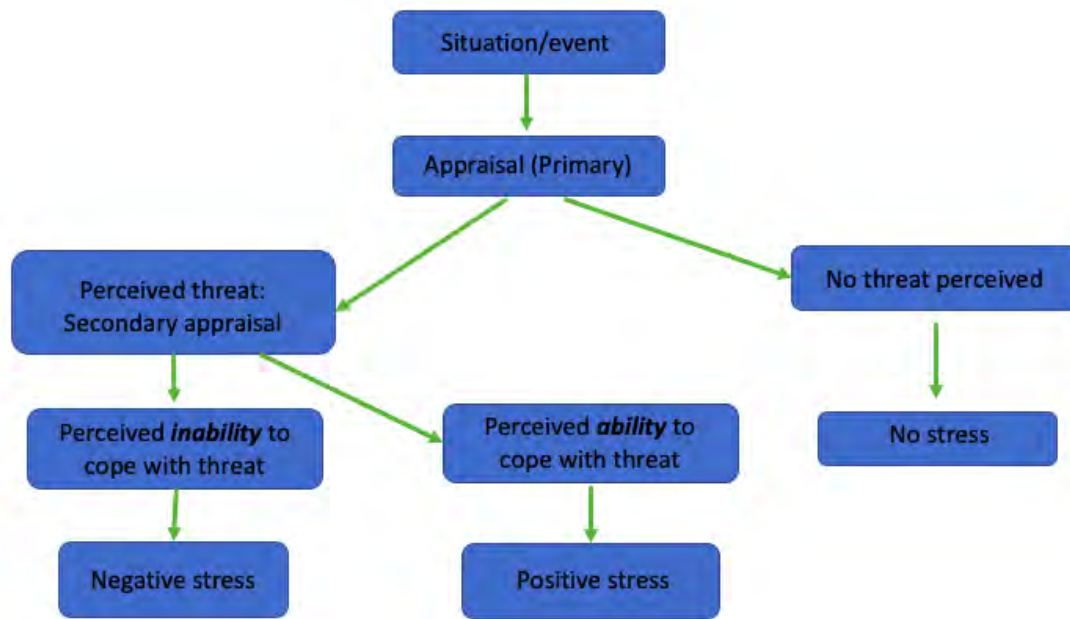 Situation/event
Appraisal (Primary)
Perceived threat:
Secondary appraisal
No threat perceived
Perceived inability to
cope with threat
Perceived ability to
cope with threat
No stress
Negative stress
Positive stress